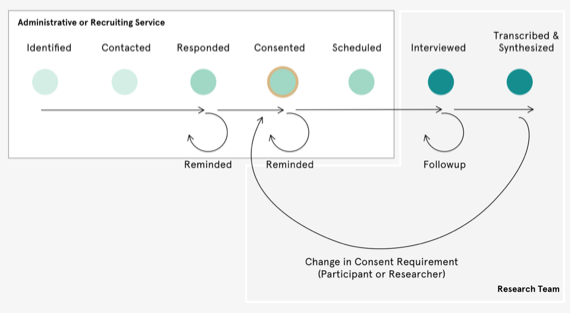 Administrative or Recruiting Service
Identified
Contacted
Responded
Consented
Scheduled
Interviewed
Transcribed &
Synthesized
Reminded
Reminded
Followup
Change in Consent Requirement
(Participant or Researcher)
Research Team